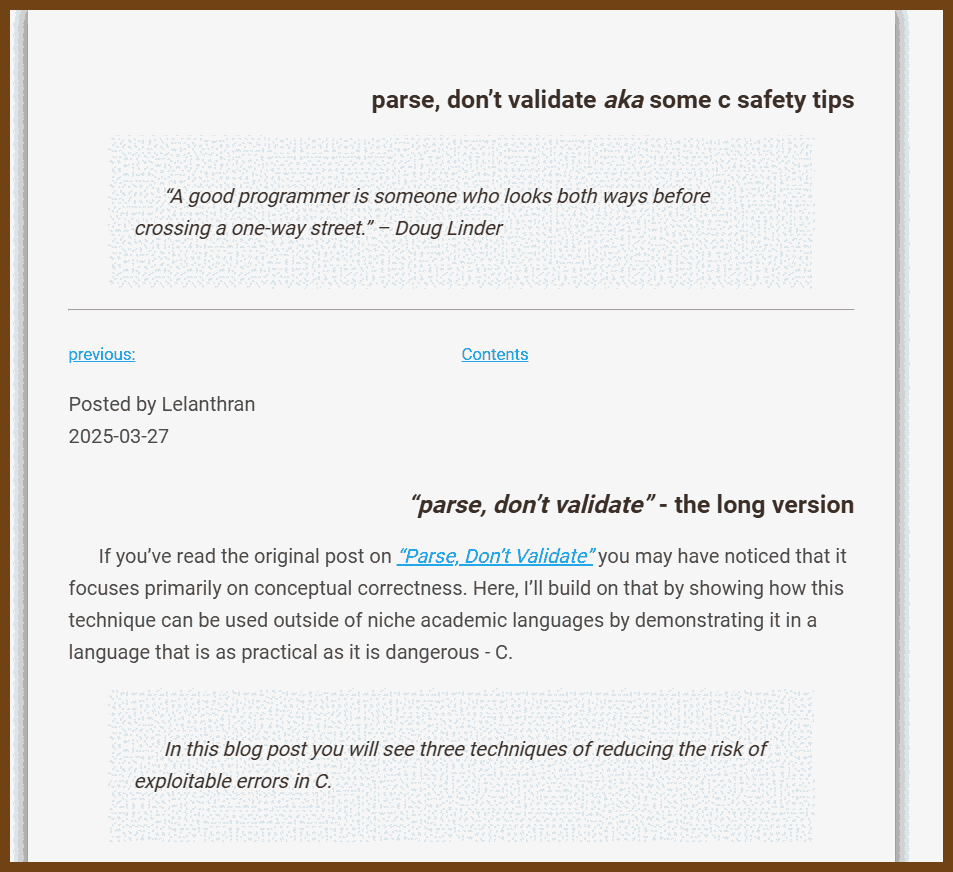 parse, don’t validate aka some c safety tips
“A good programmer is someone who looks both ways before
crossing a one-way street.” – Doug Linder
previous:
Contents
Posted by Lelanthran
2025-03-27
“parse, don’t validate” - the long version
If you’ve read the original post on “Parse, Don’t Validate” you may have noticed that it
focuses primarily on conceptual correctness. Here, I’ll build on that by showing how this
technique can be used outside of niche academic languages by demonstrating it in a
language that is as practical as it is dangerous - C.
In this blog post you will see three techniques of reducing the risk of
exploitable errors in C.